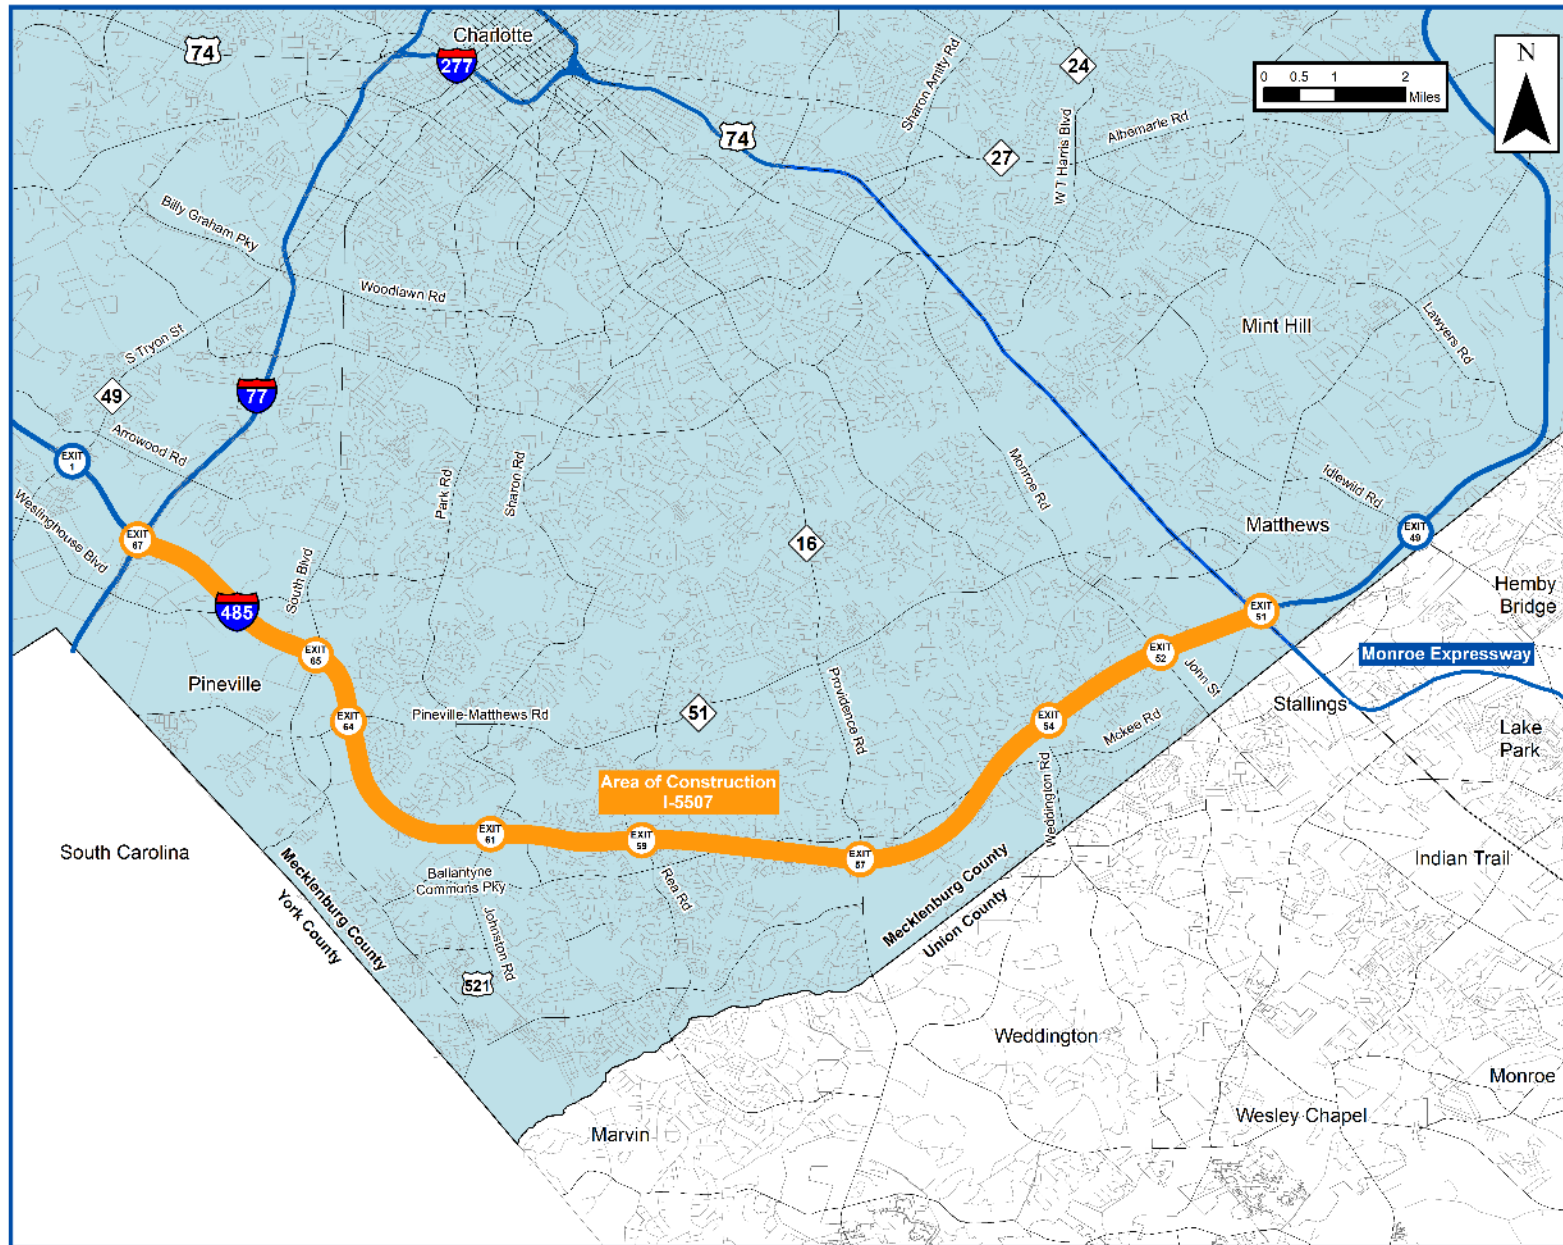 Charlotte
74
277
24
Sharon Amity Rd
0 0.5 1 2
Miles
N
74
27
W T Harris Blvd
Albemarle Rd
Billy Graham Pky
Woodlawn Rd
S Tryon St
Mint Hill
Lawyers Rd
49
77
Arrowood Rd
EXIT
1
Park Rd
Sharon Rd
Monroe Rd
Idlewild Rd
Westinghouse Blvd
EXIT
67
16
Matthews
EXIT
49
South Blvd
485
Hemby
Bridge
EXIT
51
EXIT
65
EXIT
52
Monroe Expressway
Pineville
John St
Stallings
EXIT
64
Pineville-Matthews Rd
51
Providence Rd
EXIT
54
Mckee Rd
Lake
Park
Weddington Rd
Area of Construction
I-5507
EXIT
61
EXIT
59
EXIT
57
South Carolina
Mecklenburg County
York County
Ballantyne
Commons Pky
Rea Rd
Mecklenburg County
Union County
Indian Trail
Johnston Rd
521
Weddington
Monroe
Marvin
Wesley Chapel